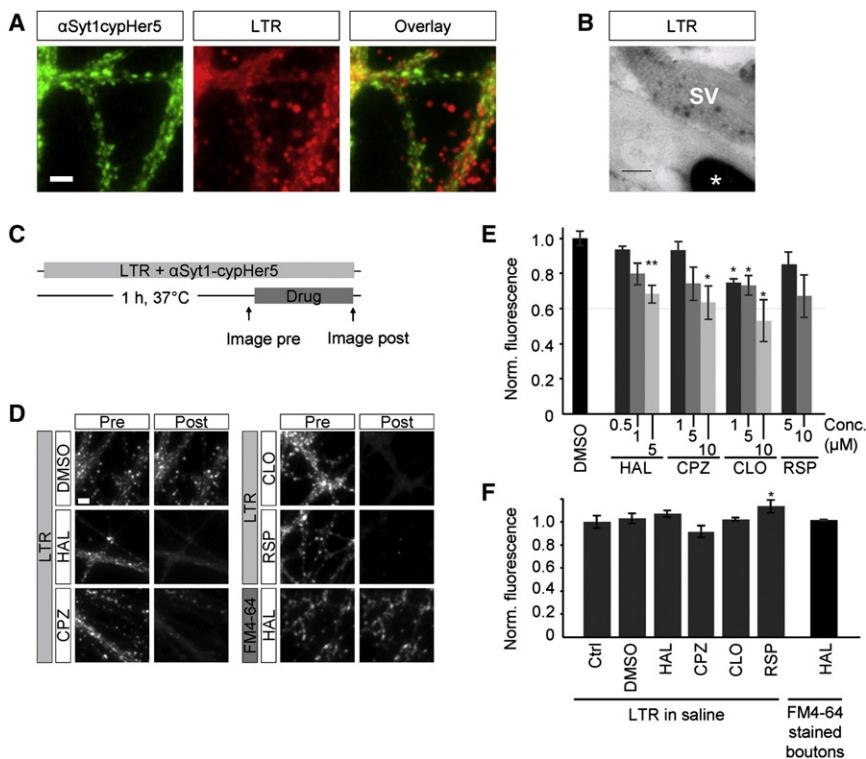 A
αSyt1cypHer5
LTR
Overlay
B
LTR
SV
*
C
LTR + αSyt1-cypHer5
1 h, 37°C
Drug
Image pre
Image post
D
Pre
Post
Pre
Post
LTR
DMSO
HAL
CPZ
LTR
CLO
RSP
FM4-64
HAL
E
Norm. fluorescence
1.0
0.8
0.6
0.4
0.2
0
**
*
*
*
*
DMSO
0.5
1
5
1
5
10
1
5
10
5
10
Conc.
(μM)
HAL
CPZ
CLO
RSP
F
Norm. fluorescence
1.0
0.8
0.6
0.4
0.2
0
*
Ctrl
DMSO
HAL
CPZ
CLO
RSP
HAL
LTR in saline
FM4-64
stained
boutons